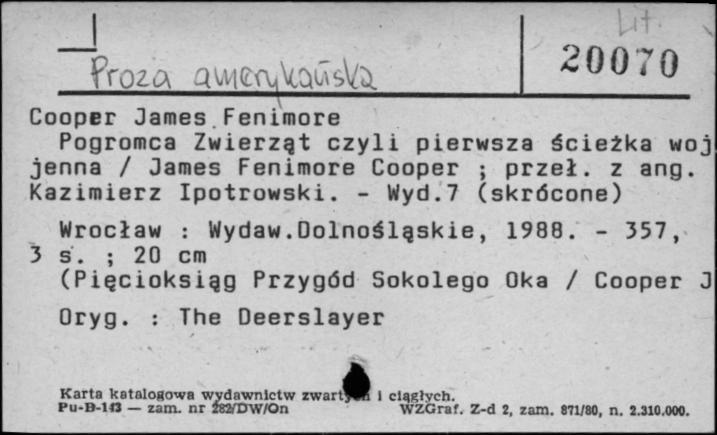 Lit.
20070
Proza amerykańska
Cooper James Fenimore
Pogromca Zwierząt czyli pierwsza ścieżka woj
jenna / James Fenimore Cooper ; przeł. z ang.
Kazimierz Ipotrowski. - Wyd.7 (skrócone)
Wrocław : Wydaw.Dolnośląskie, 1988. - 357,
3 s. ; 20 cm
(Pięcioksiąg Przygód Sokolego Oka / Cooper J
Oryg. : The Deerslayer
Karta katalogowa wydawnictw zwartych i ciągłych.
Pu-B-143 — zam. nr 282/DW/On WZGraf. Z-d 2, zam. 871/80, n. 2.310.000.